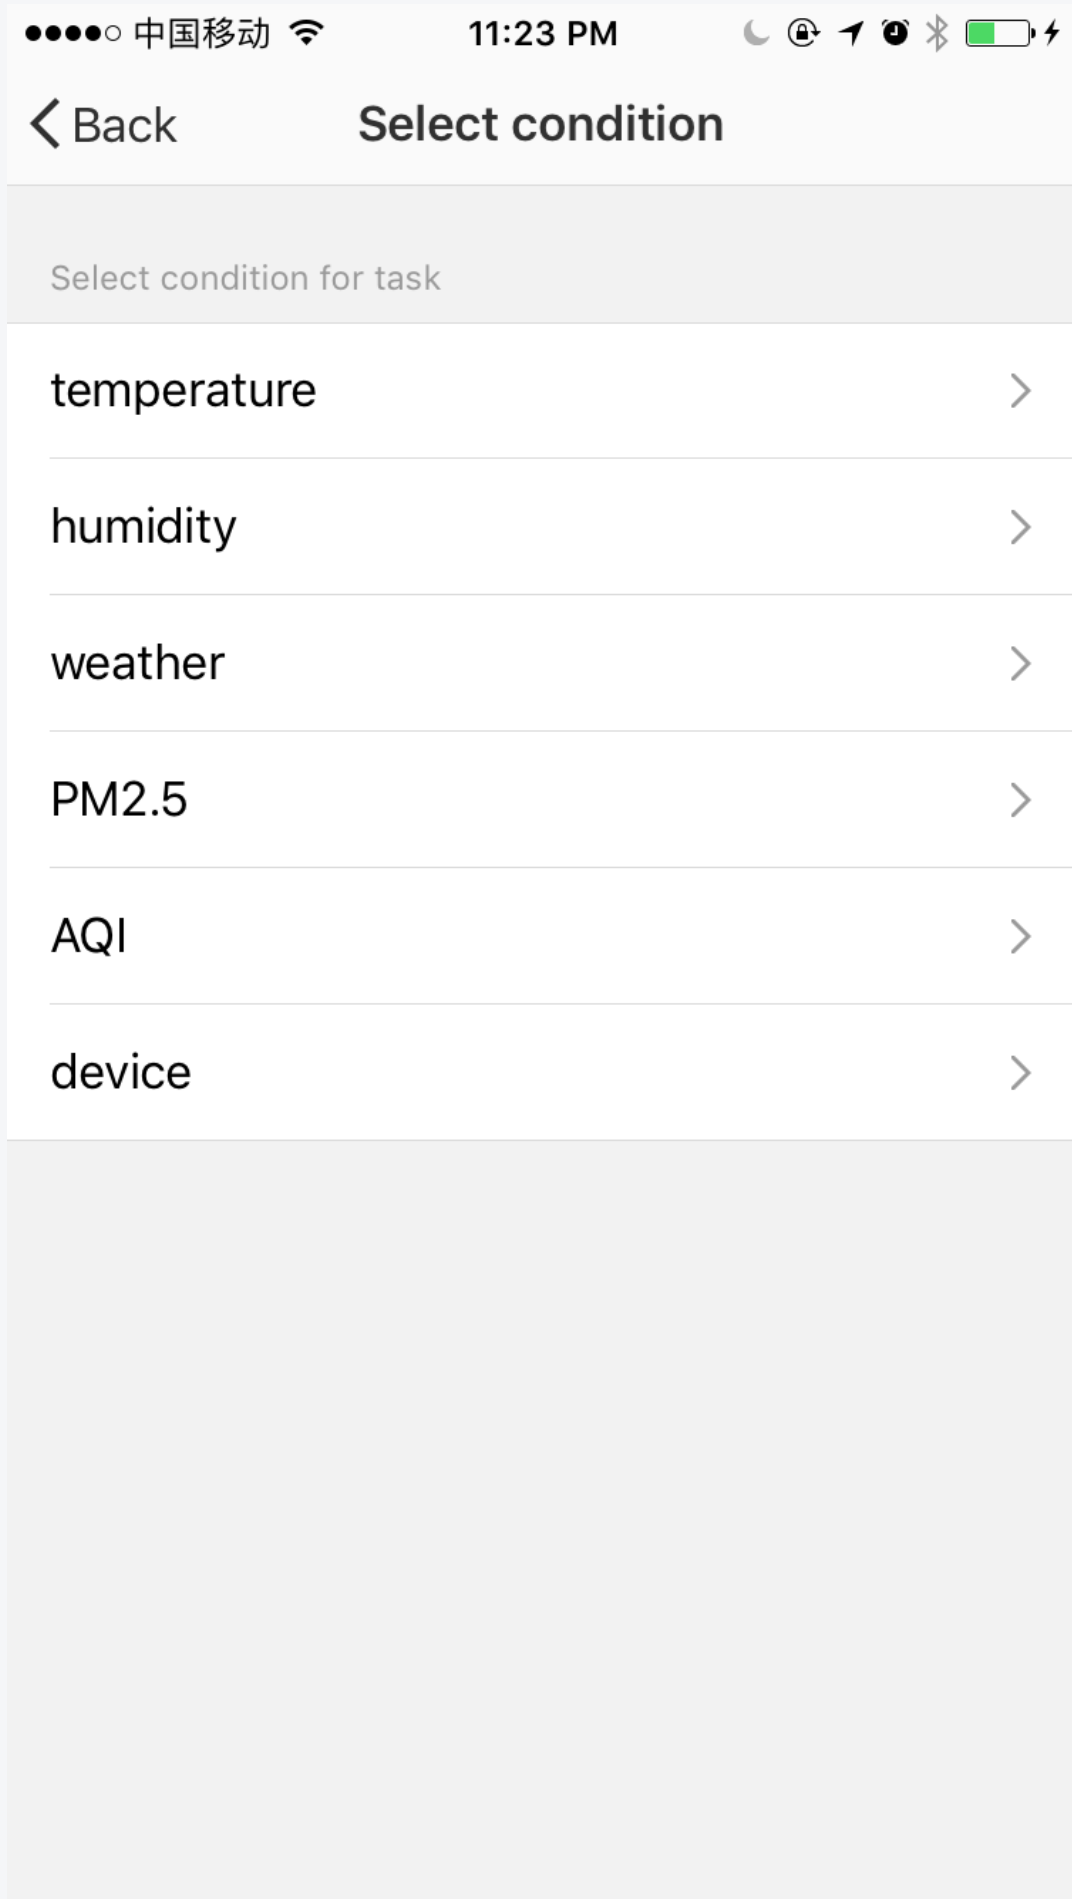 中国移动 11:23 PM
Back Select condition
Select condition for task
temperature
humidity
weather
PM2.5
AQI
device